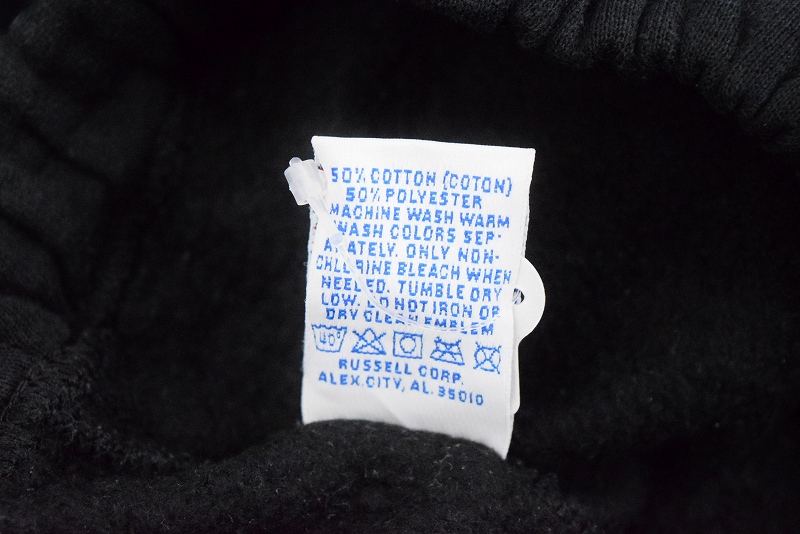 50% COTTON (COTON)
50% POLYESTER
MACHINE WASH WARM
WASH COLORS SEP-
ARATELY. ONLY NON-
CHLORINE BLEACH WHEN
NEEDED. TUMBLE DRY
LOW. DO NOT IRON OR
DRY CLEAN EMBLEM
40°
RUSSELL CORP.
ALEX.CITY, AL. 35010